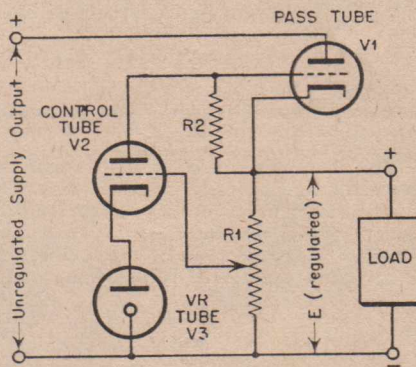 PASS TUBE
+
V1
CONTROL
TUBE
V2
R2
+
Unregulated Supply Output
R1
E (regulated)
LOAD
VR
TUBE
V3
−
−